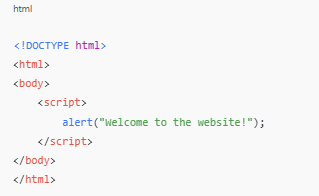 html
<!DOCTYPE html>
<html>
<body>
    <script>
        alert("Welcome to the website!");
    </script>
</body>
</html>